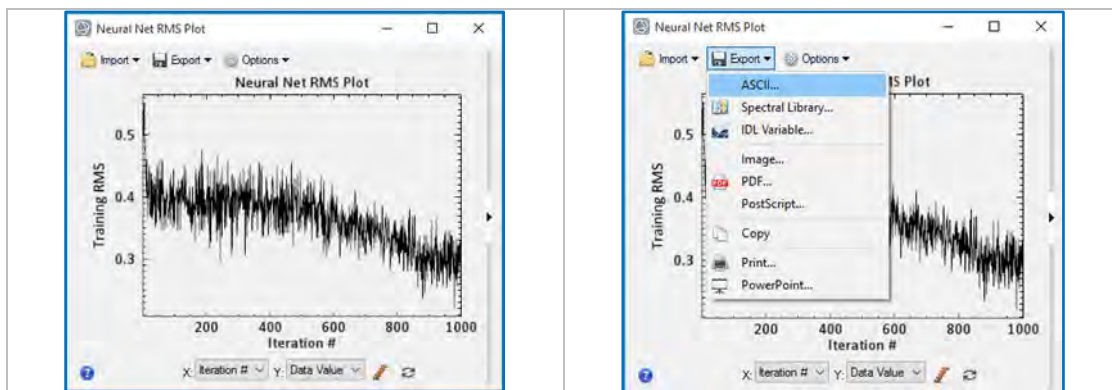 Neural Net RMS Plot
Import Export Options
Neural Net RMS Plot
0.5
0.4
0.3
Training RMS
200 400 600 800 1000
Iteration #
X: Iteration # Y: Data Value
Neural Net RMS Plot
Import Export Options
IS Plot
ASCII...
Spectral Library...
IDL Variable...
Image...
PDF...
PostScript...
Copy
Print...
PowerPoint...
0.5
0.4
0.3
Training RMS
200 400 600 800 1000
Iteration #
X: Iteration # Y: Data Value